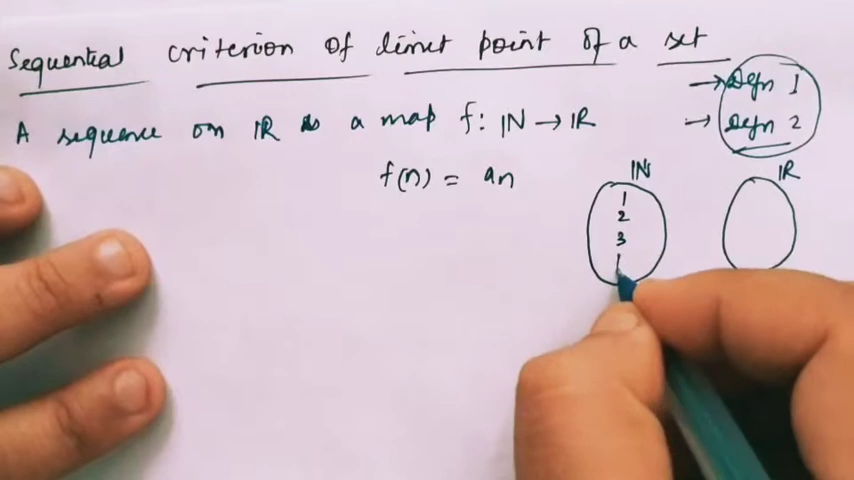 Sequential criterion of limit point of a set
→ Defn 1
→ Defn 2
A sequence on IR is a map f: IN → IR
f(n) = an
IN
IR
1
2
3